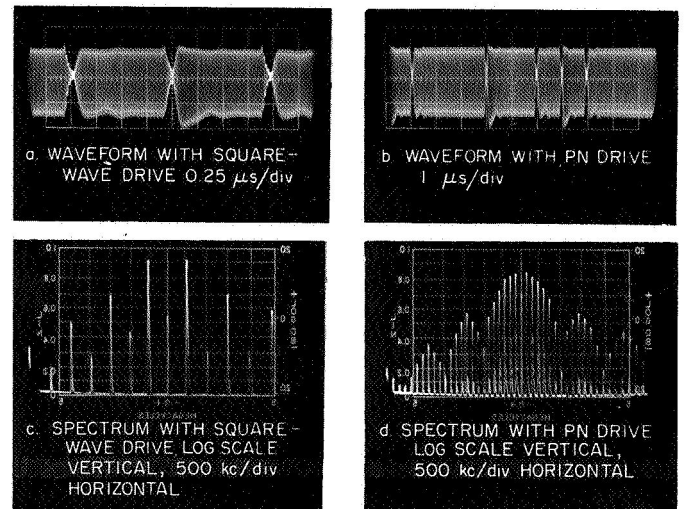 a. WAVEFORM WITH SQUARE-
WAVE DRIVE 0.25 μs/div
b. WAVEFORM WITH PN DRIVE
1 μs/div
c. SPECTRUM WITH SQUARE-
WAVE DRIVE LOG SCALE
VERTICAL, 500 kc/div
HORIZONTAL
d. SPECTRUM WITH PN DRIVE
LOG SCALE VERTICAL,
500 kc/div HORIZONTAL